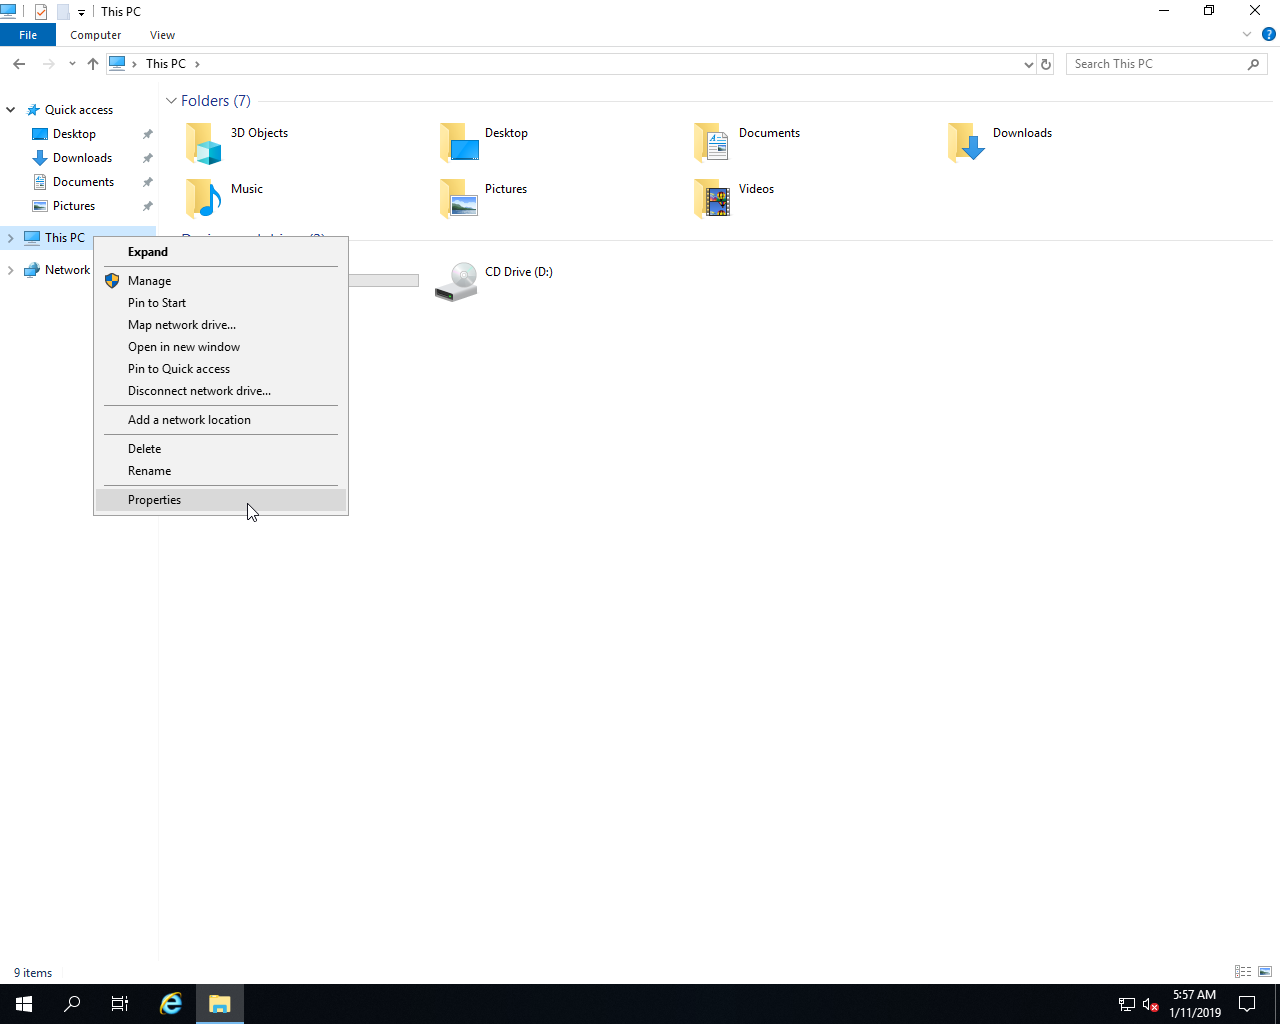 This PC
File Computer View
This PC
Search This PC
Quick access
Desktop
Downloads
Documents
Pictures
This PC
Network
Folders (7)
3D Objects
Desktop
Documents
Downloads
Music
Pictures
Videos
CD Drive (D:)
Expand
Manage
Pin to Start
Map network drive...
Open in new window
Pin to Quick access
Disconnect network drive...
Add a network location
Delete
Rename
Properties
9 items
5:57 AM
1/11/2019